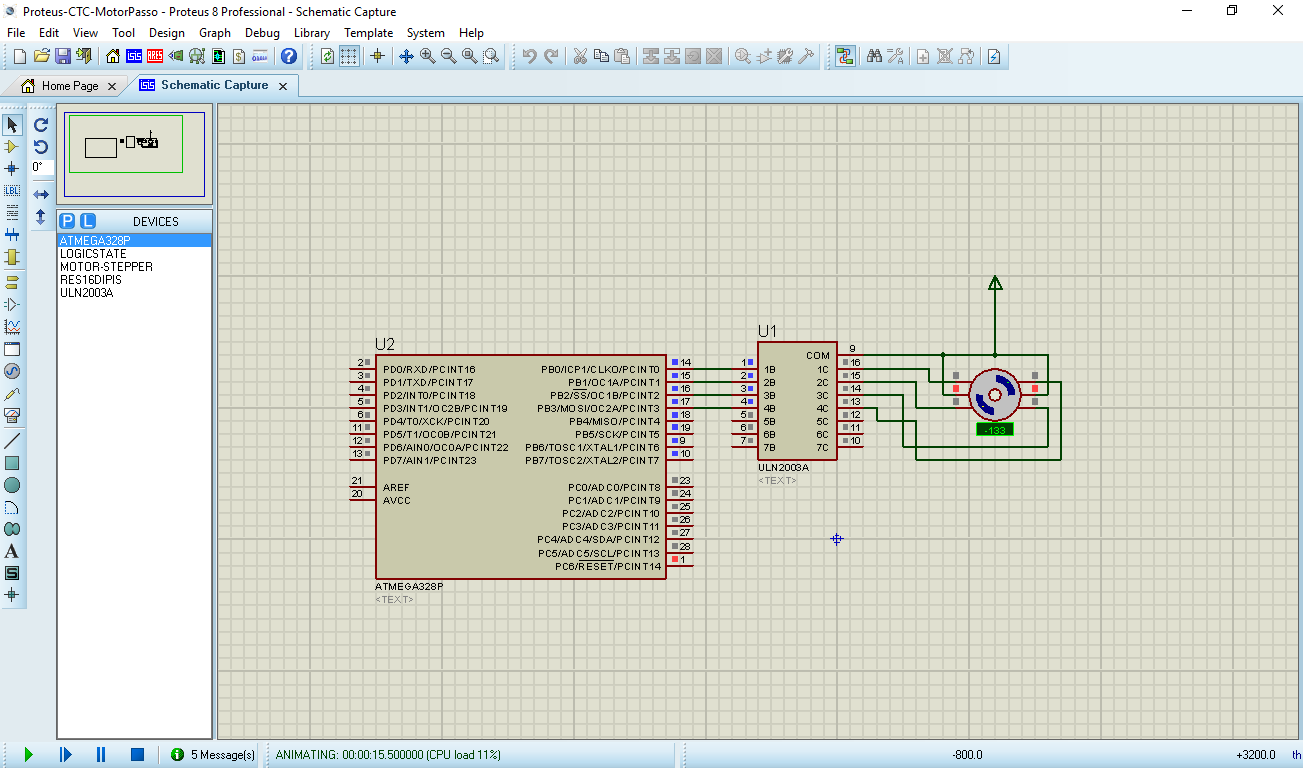 Proteus-CTC-MotorPasso - Proteus 8 Professional - Schematic Capture
File Edit View Tool Design Graph Debug Library Template System Help
ISIS ARES $ ?
Home Page × ISIS Schematic Capture ×
0°
LBL
A
S
P L DEVICES
ATMEGA328P
LOGICSTATE
MOTOR-STEPPER
RES16DIPIS
ULN2003A
U2
2 PD0/RXD/PCINT16 PB0/ICP1/CLKO/PCINT0 14
3 PD1/TXD/PCINT17 PB1/OC1A/PCINT1 15
4 PD2/INT0/PCINT18 PB2/SS/OC1B/PCINT2 16
5 PD3/INT1/OC2B/PCINT19 PB3/MOSI/OC2A/PCINT3 17
6 PD4/T0/XCK/PCINT20 PB4/MISO/PCINT4 18
11 PD5/T1/OC0B/PCINT21 PB5/SCK/PCINT5 19
12 PD6/AIN0/OC0A/PCINT22 PB6/TOSC1/XTAL1/PCINT6 9
13 PD7/AIN1/PCINT23 PB7/TOSC2/XTAL2/PCINT7 10
21 AREF PC0/ADC0/PCINT8 23
20 AVCC PC1/ADC1/PCINT9 24
PC2/ADC2/PCINT10 25
PC3/ADC3/PCINT11 26
PC4/ADC4/SDA/PCINT12 27
PC5/ADC5/SCL/PCINT13 28
PC6/RESET/PCINT14 1
ATMEGA328P
<TEXT>
U1
COM 9
1 1B 1C 16
2 2B 2C 15
3 3B 3C 14
4 4B 4C 13
5 5B 5C 12
6 6B 6C 11
7 7B 7C 10
ULN2003A
<TEXT>
-133
5 Message(s) ANIMATING: 00:00:15.500000 (CPU load 11%) -800.0 +3200.0 th